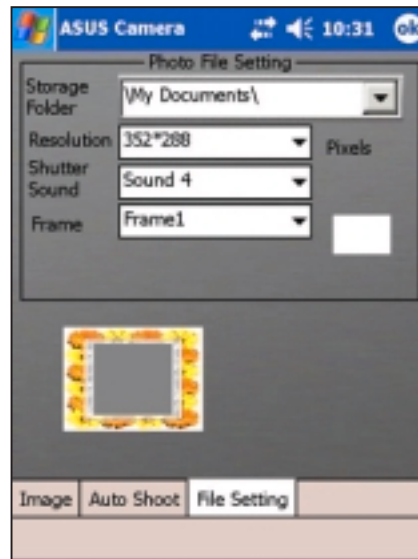 ASUS Camera 10:31 ok
Photo File Setting
Storage Folder \My Documents\
Resolution 352*288 Pixels
Shutter Sound Sound 4
Frame Frame1
Image Auto Shoot File Setting